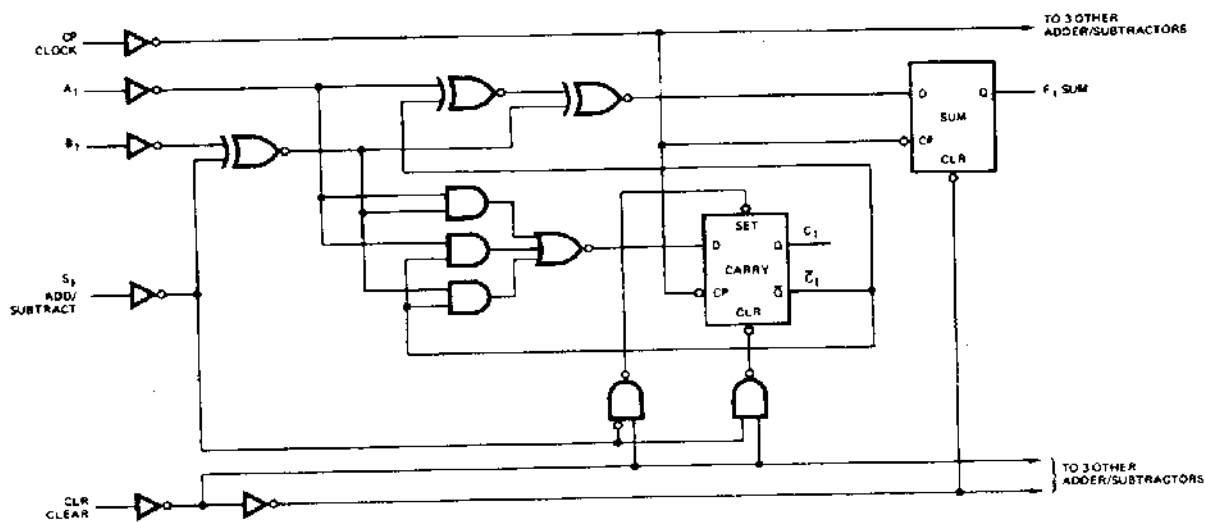 CP
CLOCK
TO 3 OTHER
ADDER/SUBTRACTORS
A1
D
Q
F1 SUM
SUM
B1
CP
CLR
SET
D
Q
C1
CARRY
S1
ADD/
SUBTRACT
CP
Q̅
C̅1
CLR
TO 3 OTHER
ADDER/SUBTRACTORS
CLR
CLEAR